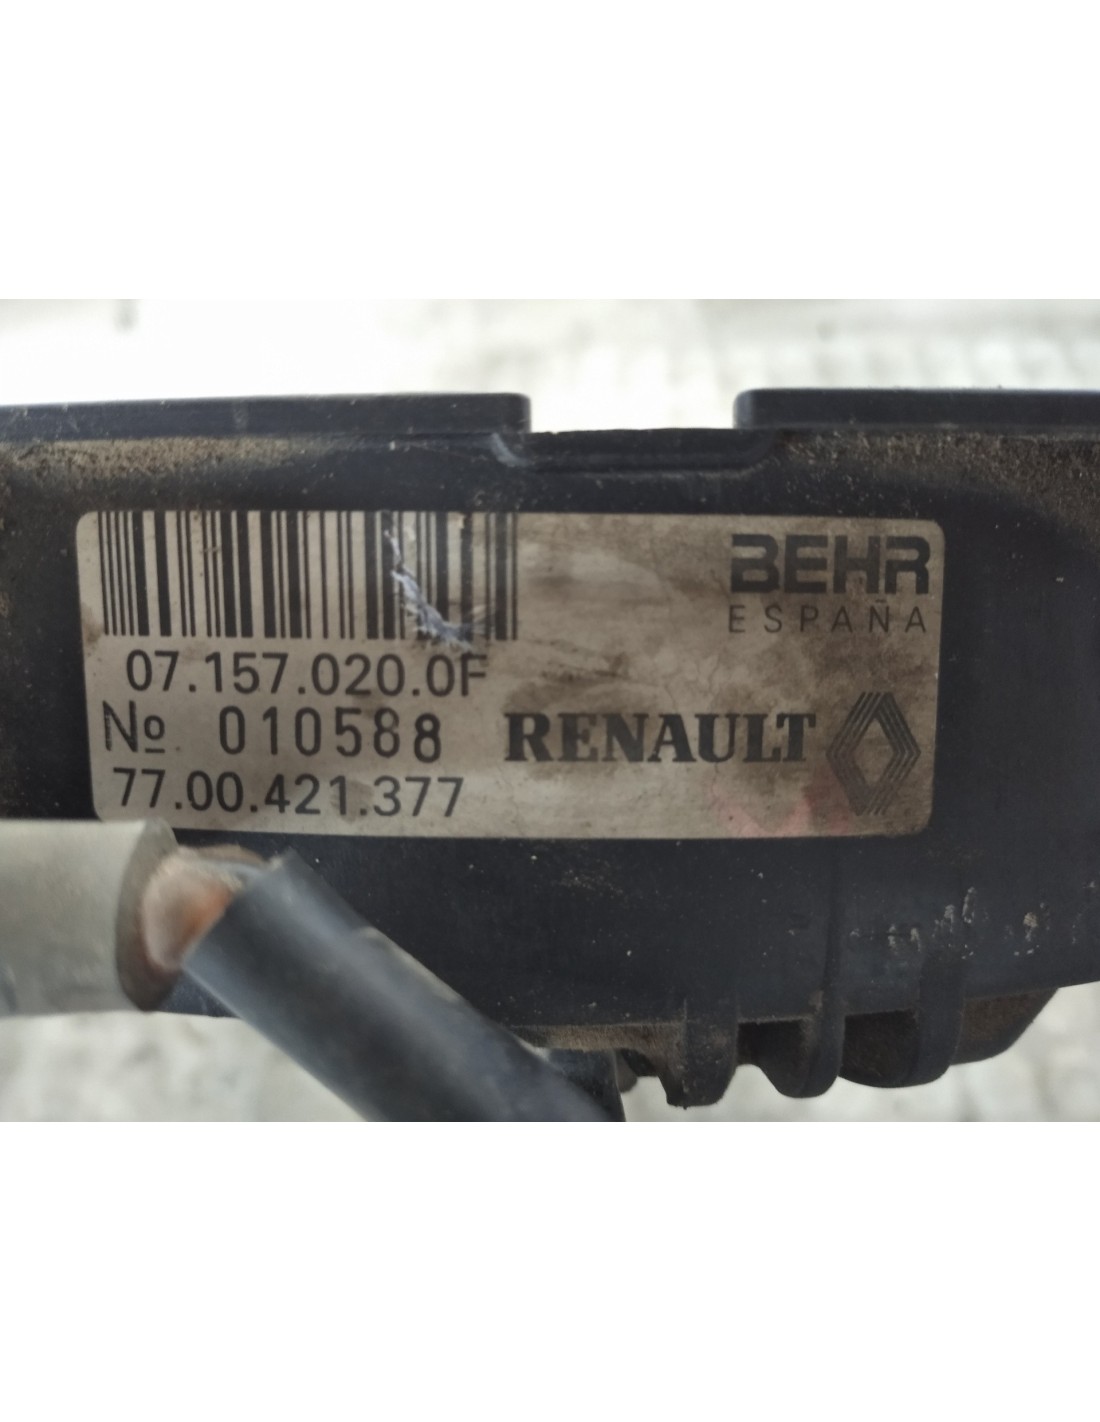 BEHR
ESPAÑA
07.157.020.0F
Nº 010588
RENAULT
77.00.421.377